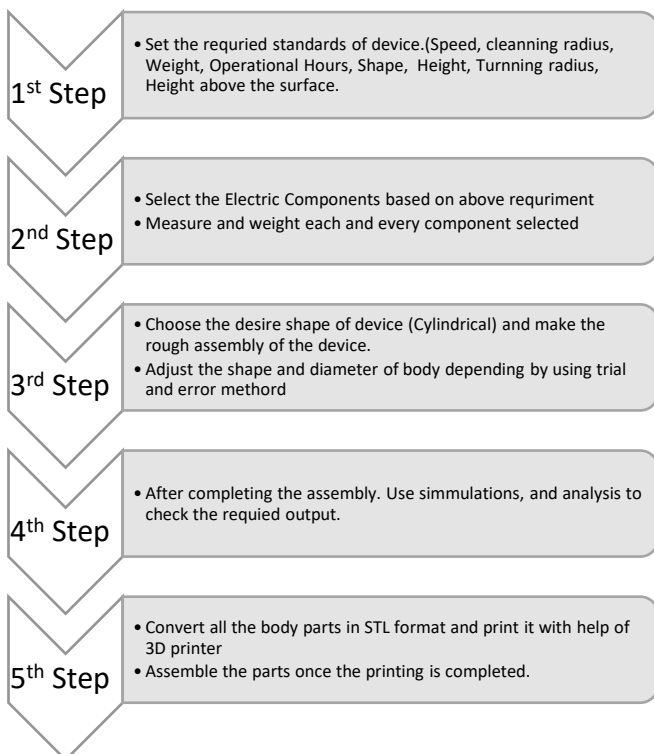 1st Step
• Set the requried standards of device.(Speed, cleanning radius,
Weight, Operational Hours, Shape, Height, Turnning radius,
Height above the surface.
2nd Step
• Select the Electric Components based on above requriment
• Measure and weight each and every component selected
3rd Step
• Choose the desire shape of device (Cylindrical) and make the
rough assembly of the device.
• Adjust the shape and diameter of body depending by using trial
and error methord
4th Step
• After completing the assembly. Use simmulations, and analysis to
check the requied output.
5th Step
• Convert all the body parts in STL format and print it with help of
3D printer
• Assemble the parts once the printing is completed.